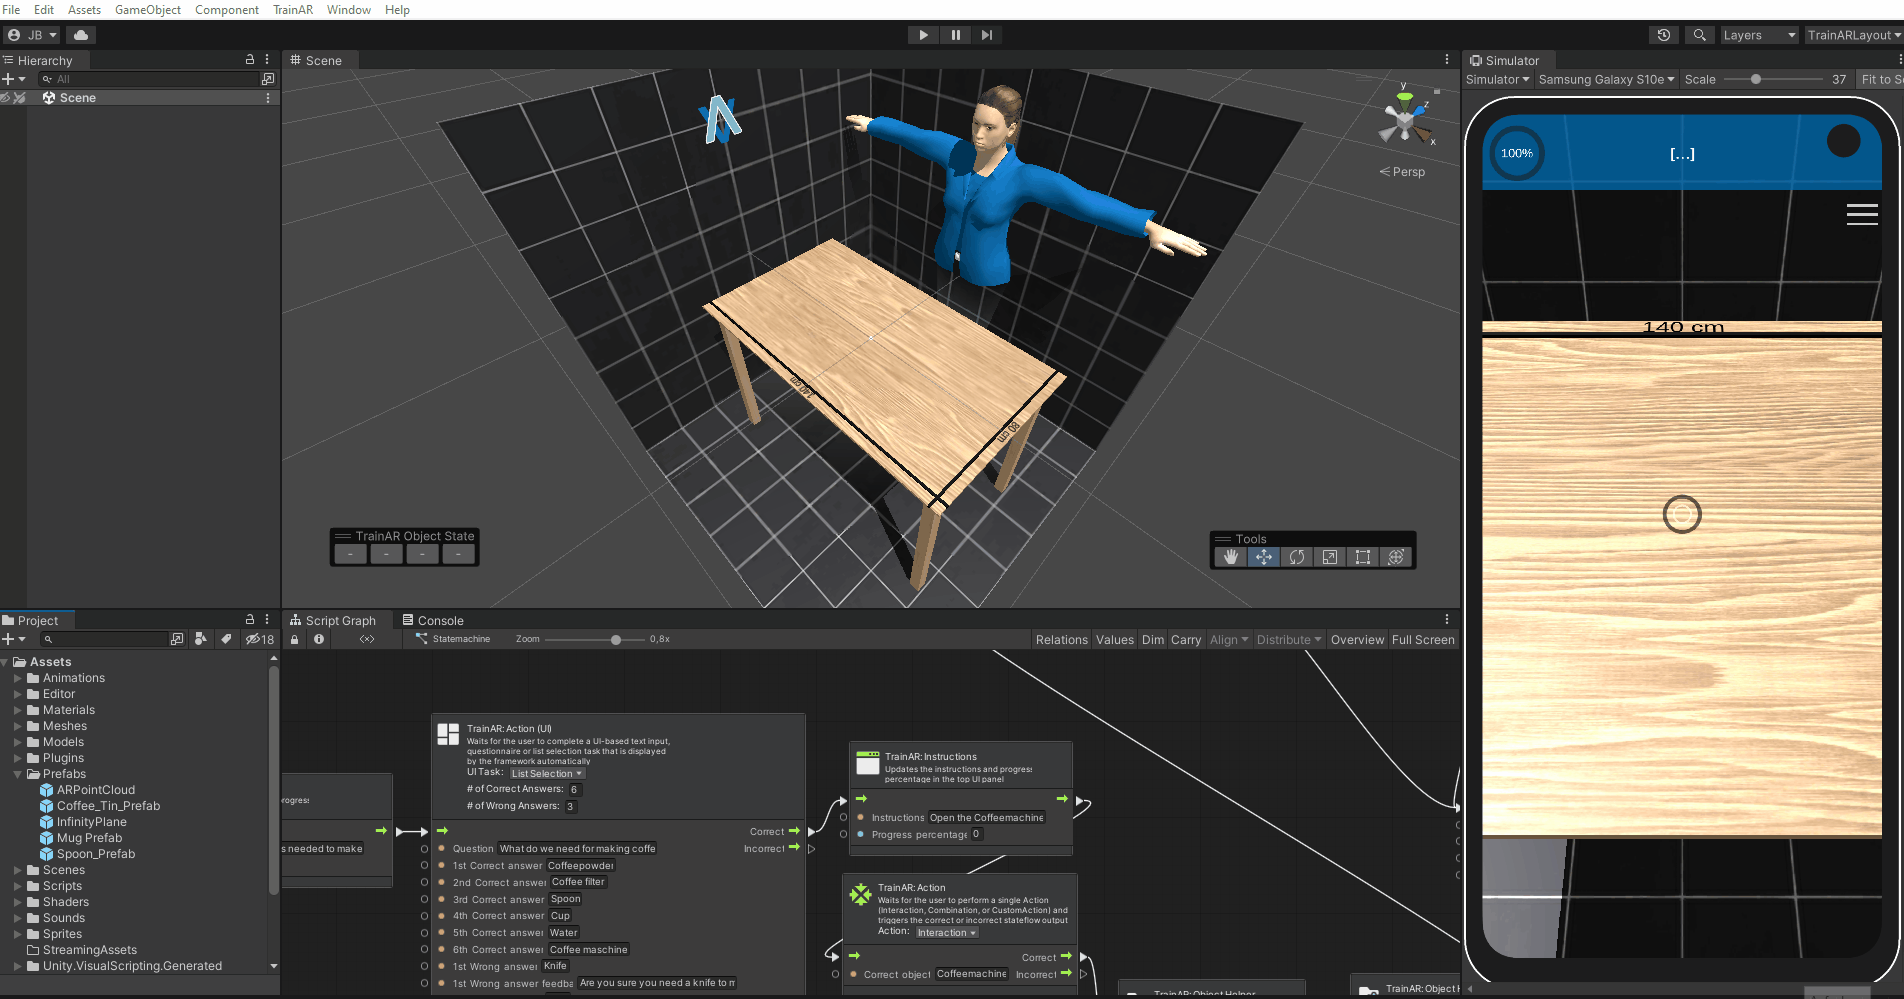 File Edit Assets GameObject Component TrainAR Window Help
JB Layers TrainARLayout
Hierarchy
All
Scene
Scene
Persp
y
z
x
TrainAR Object State
- - - -
Tools
140 cm
80 cm
Simulator
Simulator Samsung Galaxy S10e Scale 37 Fit to S
100% [...]
140 cm
Project
18
Assets
Animations
Editor
Materials
Meshes
Models
Plugins
Prefabs
ARPointCloud
Coffee_Tin_Prefab
InfinityPlane
Mug Prefab
Spoon_Prefab
Scenes
Scripts
Shaders
Sounds
Sprites
StreamingAssets
Unity.VisualScripting.Generated
Script Graph Console
Statemachine Zoom 0,8x Relations Values Dim Carry Align Distribute Overview Full Screen
rogress
s needed to make
TrainAR: Action (UI)
Waits for the user to complete a UI-based text input,
questionnaire or list selection task that is displayed
by the framework automatically
UI Task: List Selection
# of Correct Answers: 6
# of Wrong Answers: 3
Correct
Question What do we need for making coffe Incorrect
1st Correct answer Coffeepowder
2nd Correct answer Coffee filter
3rd Correct answer Spoon
4th Correct answer Cup
5th Correct answer Water
6th Correct answer Coffee maschine
1st Wrong answer Knife
1st Wrong answer feedba Are you sure you need a knife to m
TrainAR: Instructions
Updates the instructions and progress
percentage in the top UI panel
Instructions Open the Coffeemachine
Progress percentage 0
TrainAR: Action
Waits for the user to perform a single Action
(Interaction, Combination, or CustomAction) and
triggers the correct or incorrect stateflow output
Action: Interaction
Correct
Correct object Coffeemachine Incorrect
TrainAR: Object Helper
TrainAR: Object H